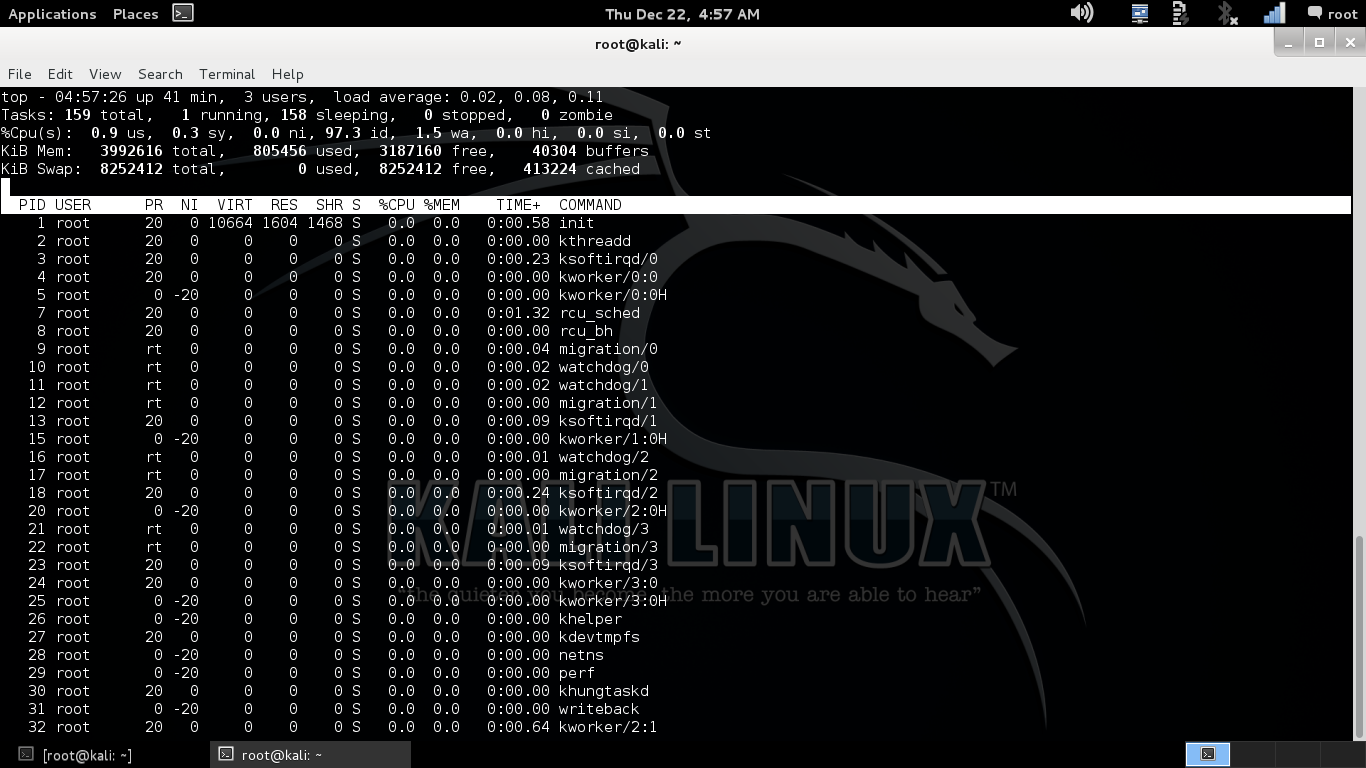 Applications Places Thu Dec 22, 4:57 AM root
root@kali: ~
File Edit View Search Terminal Help
top - 04:57:26 up 41 min,  3 users,  load average: 0.02, 0.08, 0.11
Tasks: 159 total,   1 running, 158 sleeping,   0 stopped,   0 zombie
%Cpu(s):  0.9 us,  0.3 sy,  0.0 ni, 97.3 id,  1.5 wa,  0.0 hi,  0.0 si,  0.0 st
KiB Mem:   3992616 total,   805456 used,  3187160 free,    40304 buffers
KiB Swap:  8252412 total,        0 used,  8252412 free,   413224 cached
PID USER      PR  NI  VIRT  RES  SHR S  %CPU %MEM    TIME+  COMMAND
1 root      20   0 10664 1604 1468 S   0.0  0.0   0:00.58 init
2 root      20   0     0    0    0 S   0.0  0.0   0:00.00 kthreadd
3 root      20   0     0    0    0 S   0.0  0.0   0:00.23 ksoftirqd/0
4 root      20   0     0    0    0 S   0.0  0.0   0:00.00 kworker/0:0
5 root       0 -20     0    0    0 S   0.0  0.0   0:00.00 kworker/0:0H
7 root      20   0     0    0    0 S   0.0  0.0   0:01.32 rcu_sched
8 root      20   0     0    0    0 S   0.0  0.0   0:00.00 rcu_bh
9 root      rt   0     0    0    0 S   0.0  0.0   0:00.04 migration/0
10 root      rt   0     0    0    0 S   0.0  0.0   0:00.02 watchdog/0
11 root      rt   0     0    0    0 S   0.0  0.0   0:00.02 watchdog/1
12 root      rt   0     0    0    0 S   0.0  0.0   0:00.00 migration/1
13 root      20   0     0    0    0 S   0.0  0.0   0:00.09 ksoftirqd/1
15 root       0 -20     0    0    0 S   0.0  0.0   0:00.00 kworker/1:0H
16 root      rt   0     0    0    0 S   0.0  0.0   0:00.01 watchdog/2
17 root      rt   0     0    0    0 S   0.0  0.0   0:00.00 migration/2
18 root      20   0     0    0    0 S   0.0  0.0   0:00.24 ksoftirqd/2
20 root       0 -20     0    0    0 S   0.0  0.0   0:00.00 kworker/2:0H
21 root      rt   0     0    0    0 S   0.0  0.0   0:00.01 watchdog/3
22 root      rt   0     0    0    0 S   0.0  0.0   0:00.00 migration/3
23 root      20   0     0    0    0 S   0.0  0.0   0:00.09 ksoftirqd/3
24 root      20   0     0    0    0 S   0.0  0.0   0:00.00 kworker/3:0
25 root       0 -20     0    0    0 S   0.0  0.0   0:00.00 kworker/3:0H
26 root       0 -20     0    0    0 S   0.0  0.0   0:00.00 khelper
27 root      20   0     0    0    0 S   0.0  0.0   0:00.00 kdevtmpfs
28 root       0 -20     0    0    0 S   0.0  0.0   0:00.00 netns
29 root       0 -20     0    0    0 S   0.0  0.0   0:00.00 perf
30 root      20   0     0    0    0 S   0.0  0.0   0:00.00 khungtaskd
31 root       0 -20     0    0    0 S   0.0  0.0   0:00.00 writeback
32 root      20   0     0    0    0 S   0.0  0.0   0:00.64 kworker/2:1
KALI LINUX™
“the quieter you become, the more you are able to hear”
[root@kali: ~] root@kali: ~